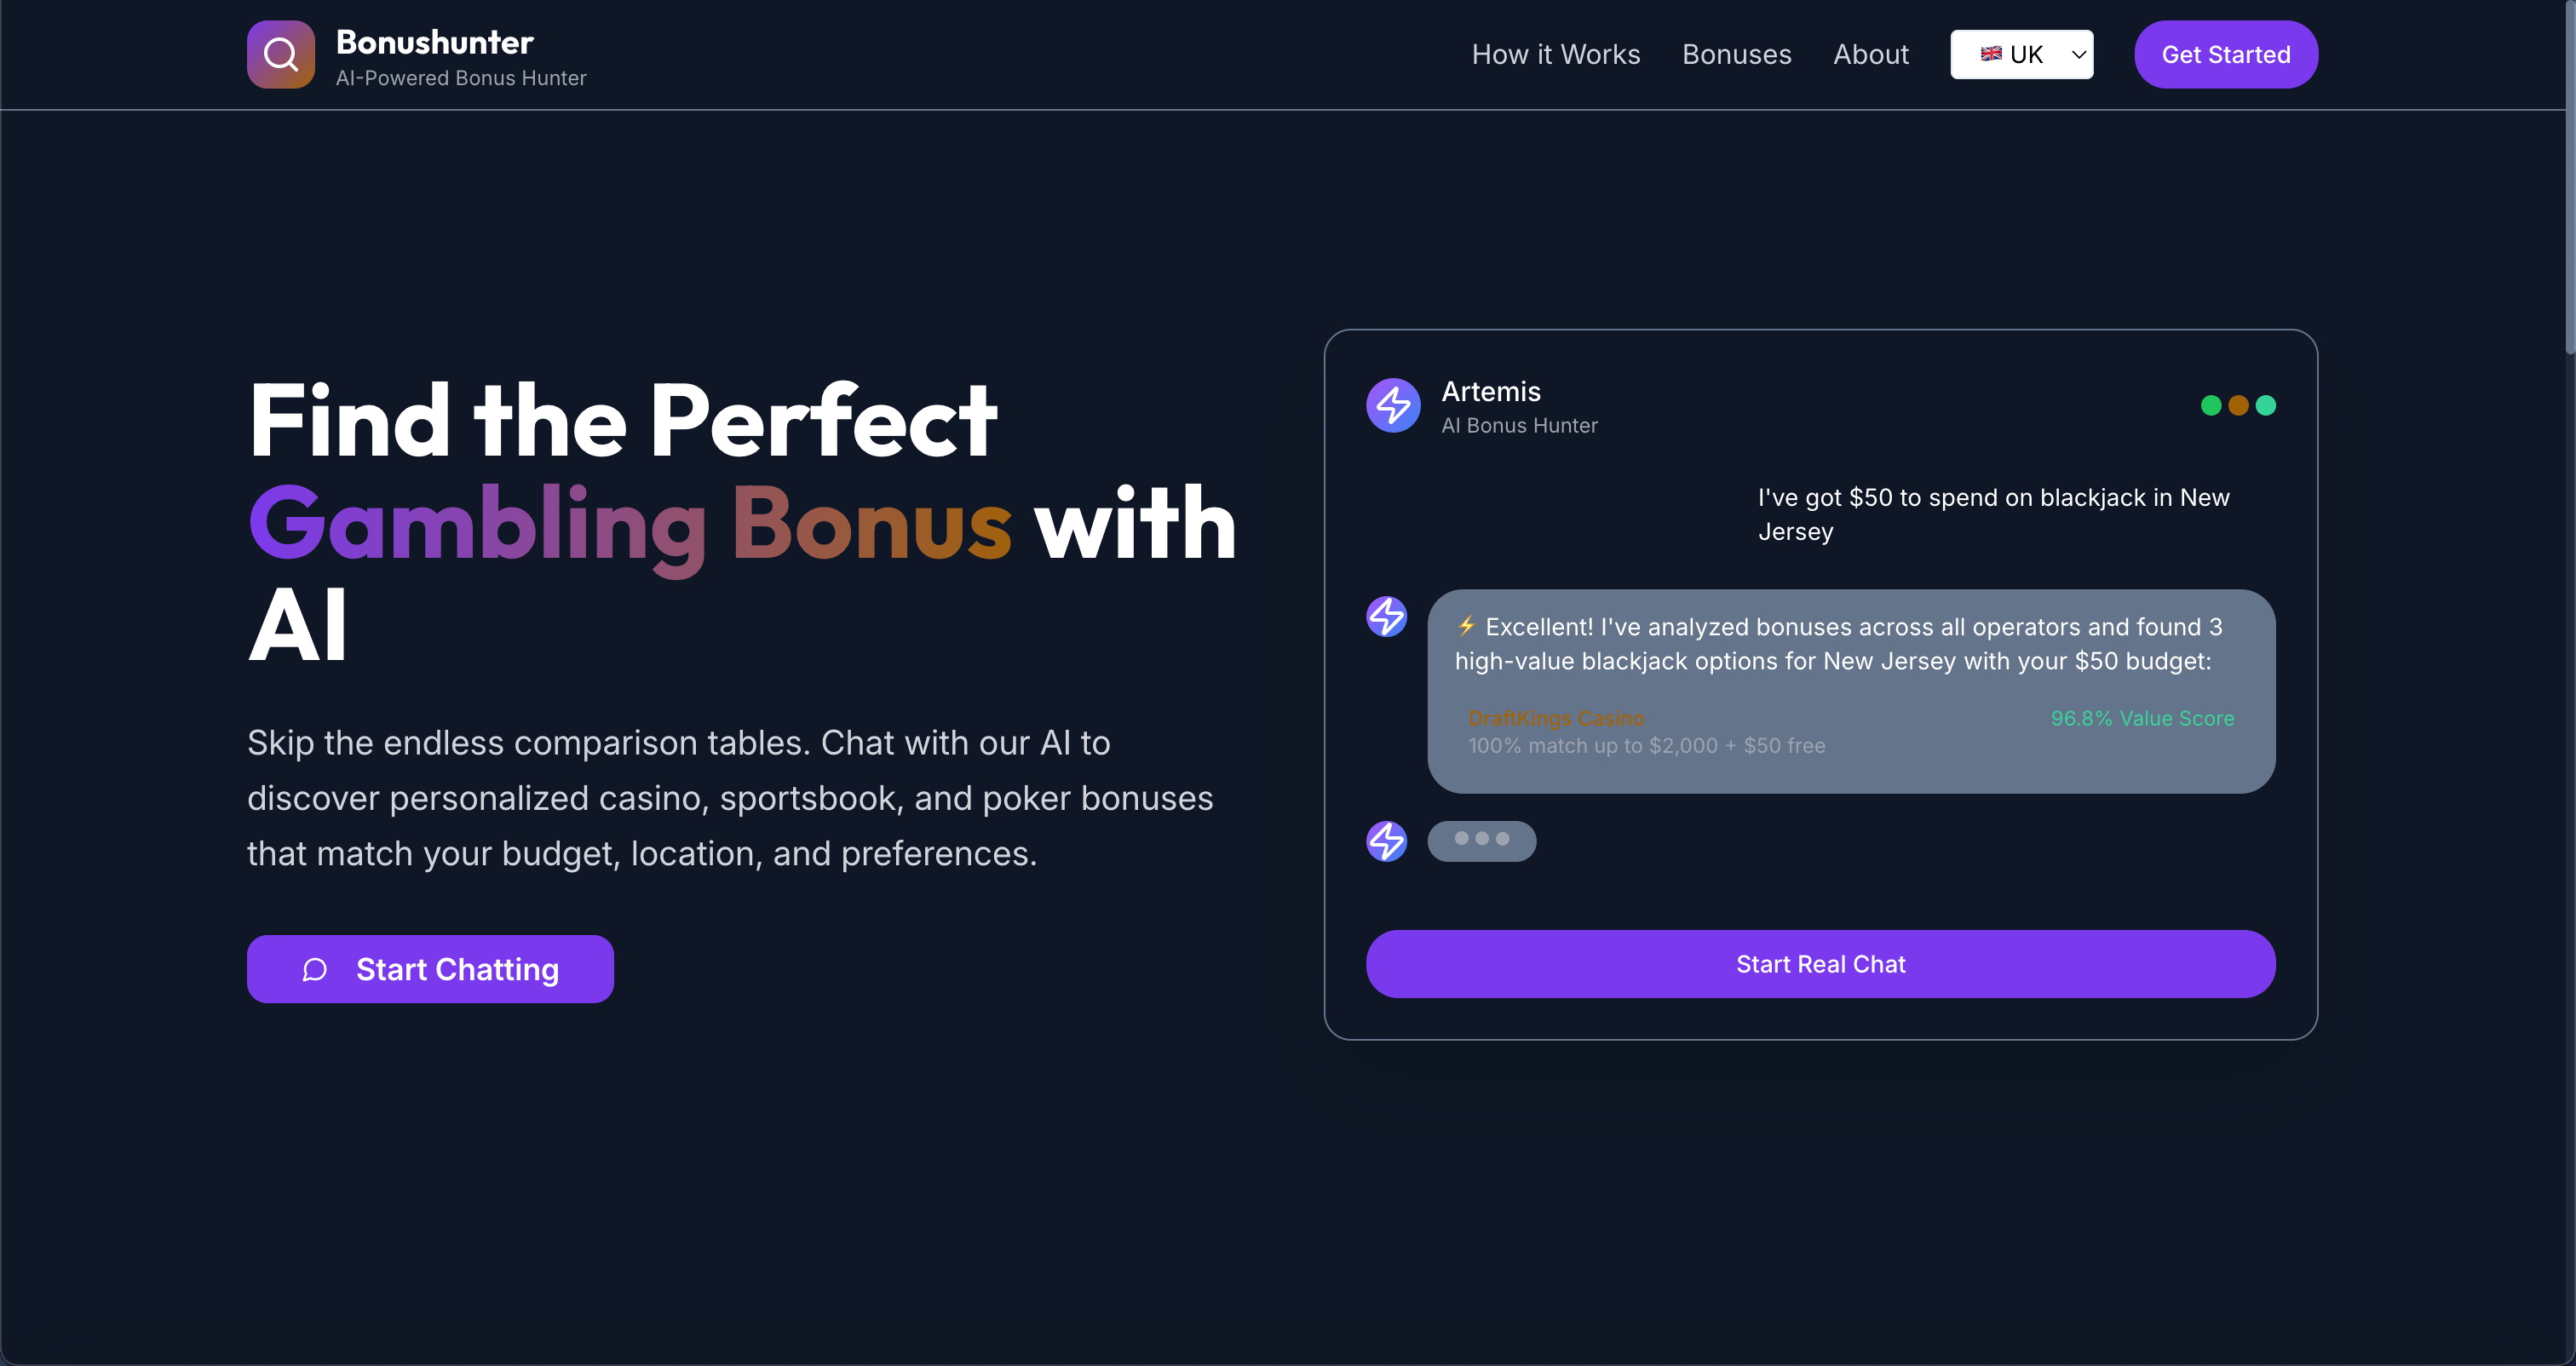 Bonushunter
AI-Powered Bonus Hunter
How it Works
Bonuses
About
🇬🇧 UK
Get Started
Find the Perfect
Gambling Bonus with
AI
Skip the endless comparison tables. Chat with our AI to
discover personalized casino, sportsbook, and poker bonuses
that match your budget, location, and preferences.
Start Chatting
Artemis
AI Bonus Hunter
I've got $50 to spend on blackjack in New
Jersey
⚡ Excellent! I've analyzed bonuses across all operators and found 3
high-value blackjack options for New Jersey with your $50 budget:
DraftKings Casino
96.8% Value Score
100% match up to $2,000 + $50 free
Start Real Chat